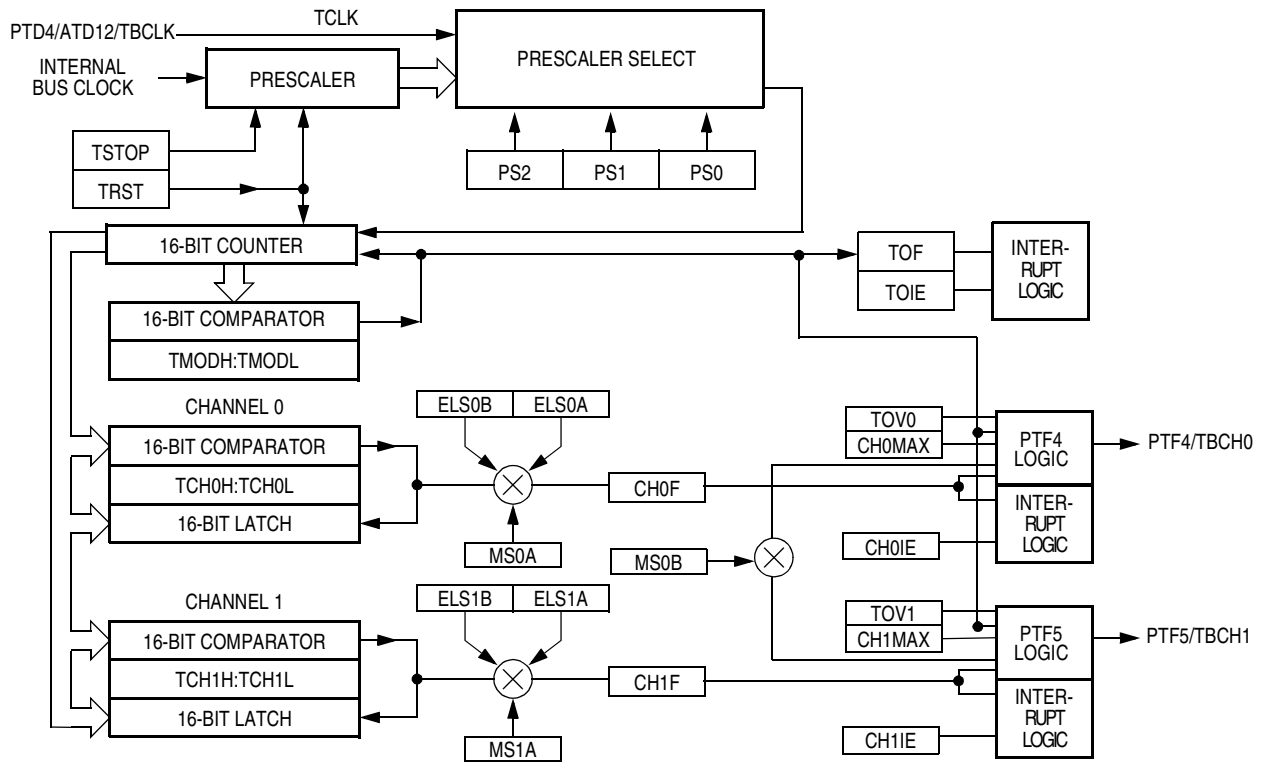 TCLK
PTD4/ATD12/TBCLK
PRESCALER SELECT
INTERNAL
BUS CLOCK
PRESCALER
TSTOP
TRST
PS2
PS1
PS0
16-BIT COUNTER
TOF
TOIE
INTER-
RUPT
LOGIC
16-BIT COMPARATOR
TMODH:TMODL
CHANNEL 0
ELS0B
ELS0A
16-BIT COMPARATOR
TCH0H:TCH0L
16-BIT LATCH
MS0A
CH0F
TOV0
CH0MAX
PTF4
LOGIC
PTF4/TBCH0
INTER-
RUPT
LOGIC
CH0IE
MS0B
CHANNEL 1
ELS1B
ELS1A
16-BIT COMPARATOR
TCH1H:TCH1L
16-BIT LATCH
MS1A
CH1F
TOV1
CH1MAX
PTF5
LOGIC
PTF5/TBCH1
INTER-
RUPT
LOGIC
CH1IE